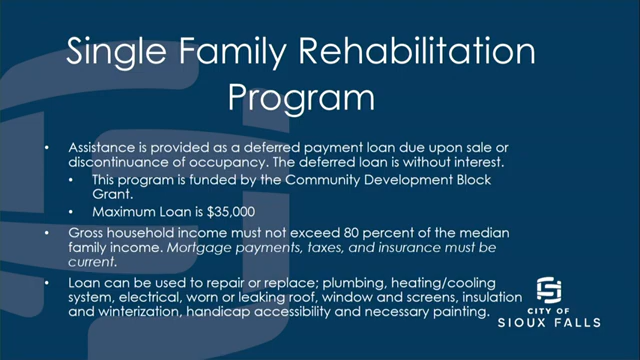 Single Family Rehabilitation
Program
• Assistance is provided as a deferred payment loan due upon sale or
discontinuance of occupancy. The deferred loan is without interest.
• This program is funded by the Community Development Block
Grant.
• Maximum Loan is $35,000
• Gross household income must not exceed 80 percent of the median
family income. Mortgage payments, taxes, and insurance must be
current.
• Loan can be used to repair or replace; plumbing, heating/cooling
system, electrical, worn or leaking roof, window and screens, insulation
and winterization, handicap accessibility and necessary painting.
CITY OF
SIOUX FALLS